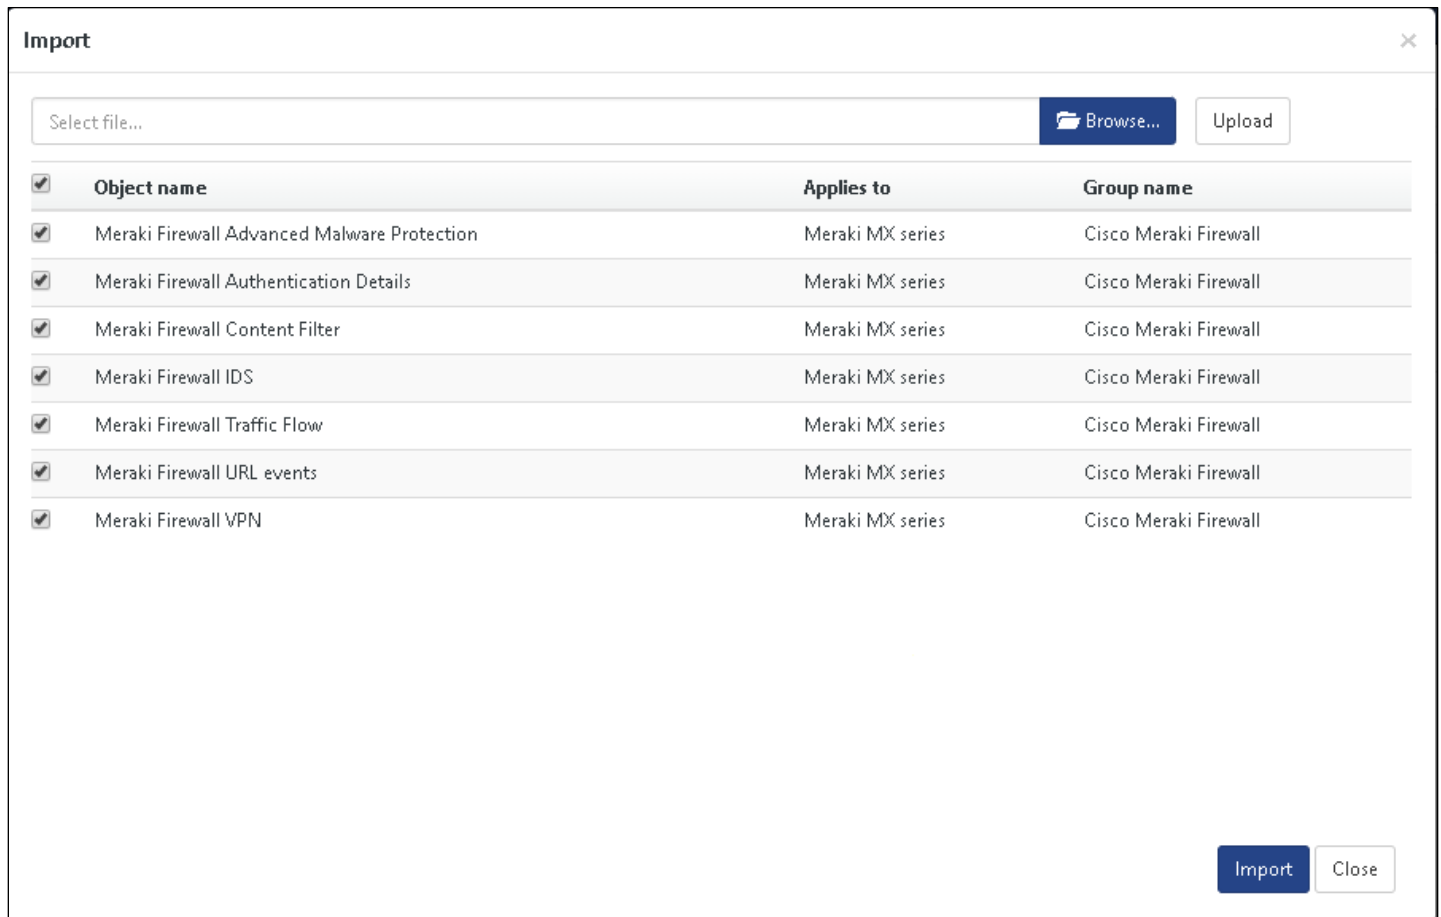 Import
Select file...
Browse...
Upload
Object name Applies to Group name
Meraki Firewall Advanced Malware Protection Meraki MX series Cisco Meraki Firewall
Meraki Firewall Authentication Details Meraki MX series Cisco Meraki Firewall
Meraki Firewall Content Filter Meraki MX series Cisco Meraki Firewall
Meraki Firewall IDS Meraki MX series Cisco Meraki Firewall
Meraki Firewall Traffic Flow Meraki MX series Cisco Meraki Firewall
Meraki Firewall URL events Meraki MX series Cisco Meraki Firewall
Meraki Firewall VPN Meraki MX series Cisco Meraki Firewall
Import
Close